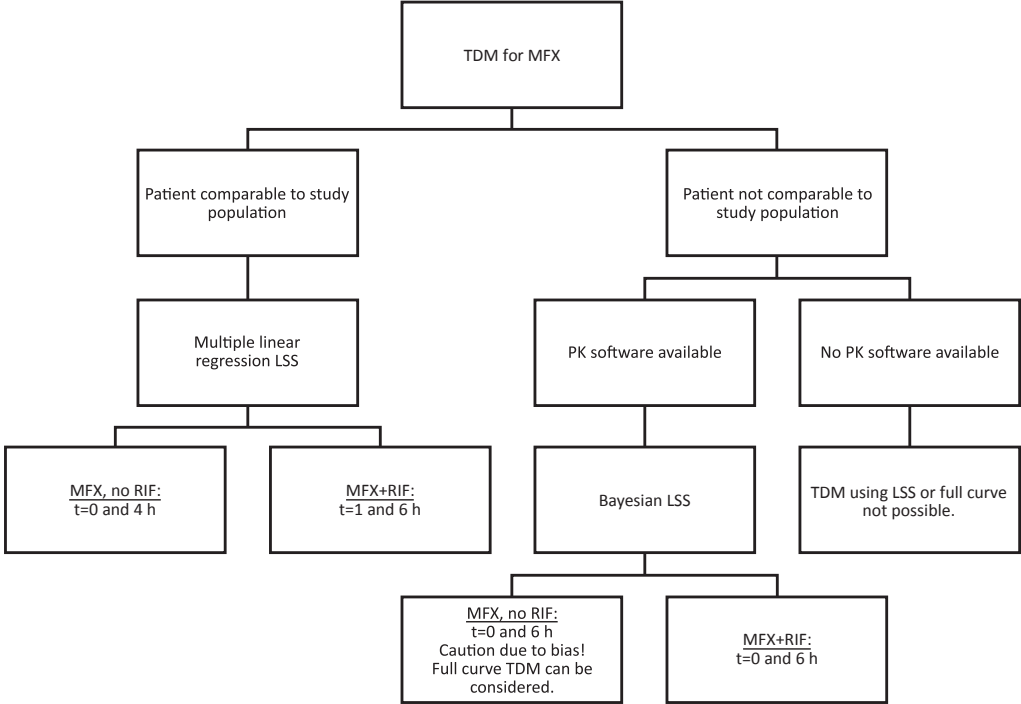 TDM for MFX
Patient comparable to study
population
Patient not comparable to
study population
Multiple linear
regression LSS
PK software available
No PK software available
MFX, no RIF:
t=0 and 4 h
MFX+RIF:
t=1 and 6 h
Bayesian LSS
TDM using LSS or full curve
not possible.
MFX, no RIF:
t=0 and 6 h
Caution due to bias!
Full curve TDM can be
considered.
MFX+RIF:
t=0 and 6 h